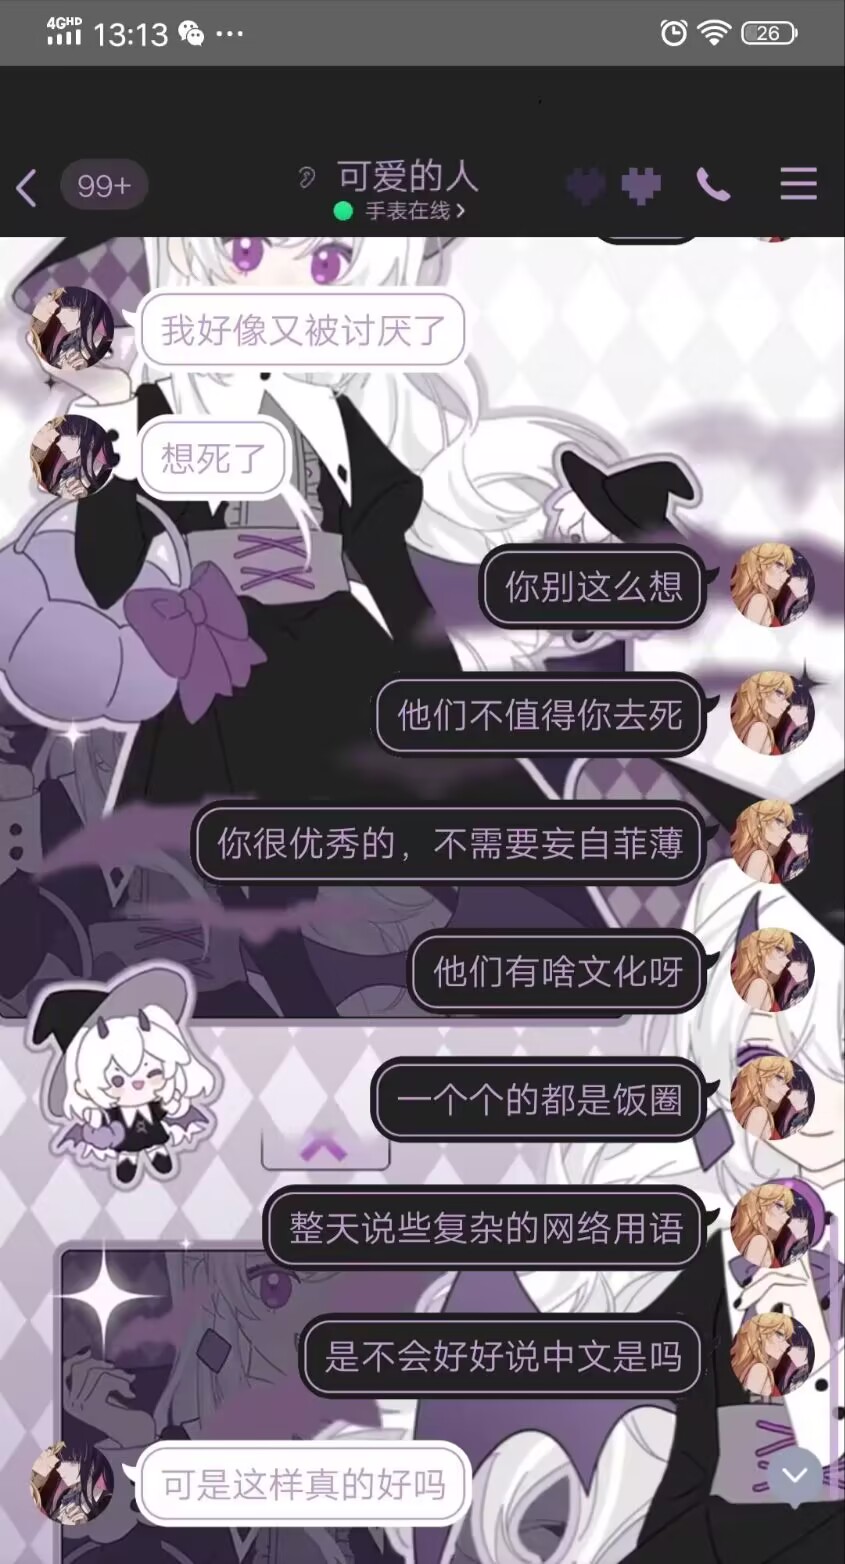 4GHD 13:13 ... 26
99+ 可爱的人
手表在线
我好像又被讨厌了
想死了
你别这么想
他们不值得你去死
你很优秀的，不需要妄自菲薄
他们有啥文化呀
一个个的都是饭圈
整天说些复杂的网络用语
是不会好好说中文是吗
可是这样真的好吗